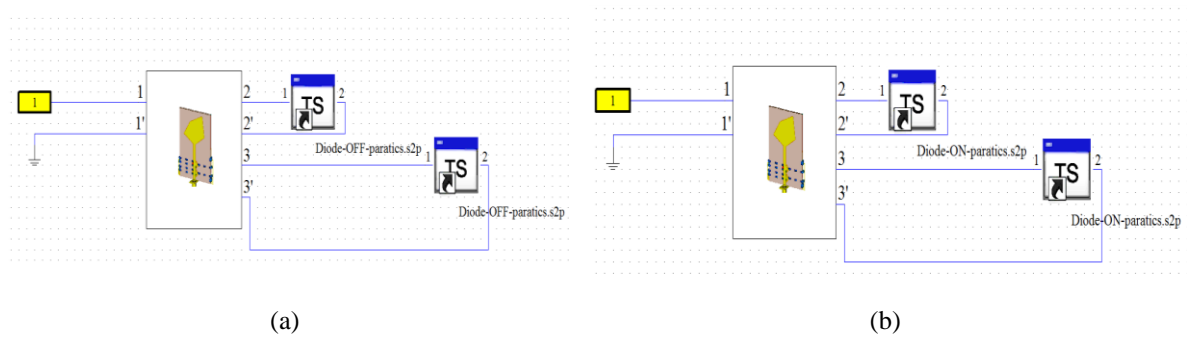 1
1
1'
2
2'
3
3'
1
TS
2
Diode-OFF-paratics.s2p
1
TS
2
Diode-OFF-paratics.s2p
(a)
1
1
1'
2
2'
3
3'
1
TS
2
Diode-ON-paratics.s2p
1
TS
2
Diode-ON-paratics.s2p
(b)